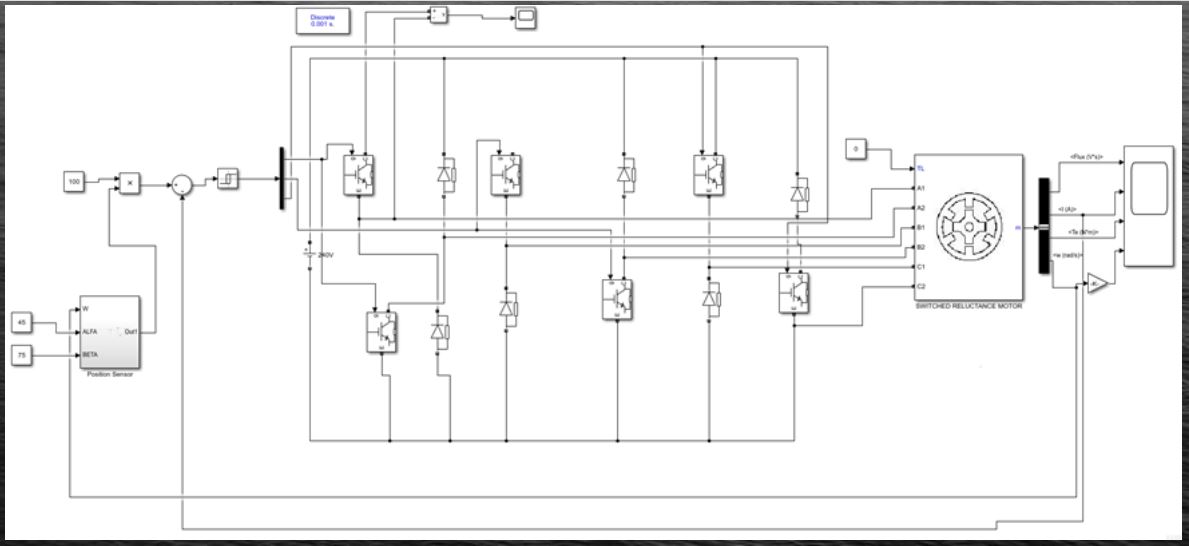 Discrete
0.001 s.
100
×
240V
0
TL
A1
A2
B1
B2
C1
C2
m
SWITCHED RELUCTANCE MOTOR
<Flux (V*s)>
<I (A)>
<Te (N*m)>
<w (rad/s)>
-K-
45
75
W
ALFA
BETA
Out1
Position Sensor